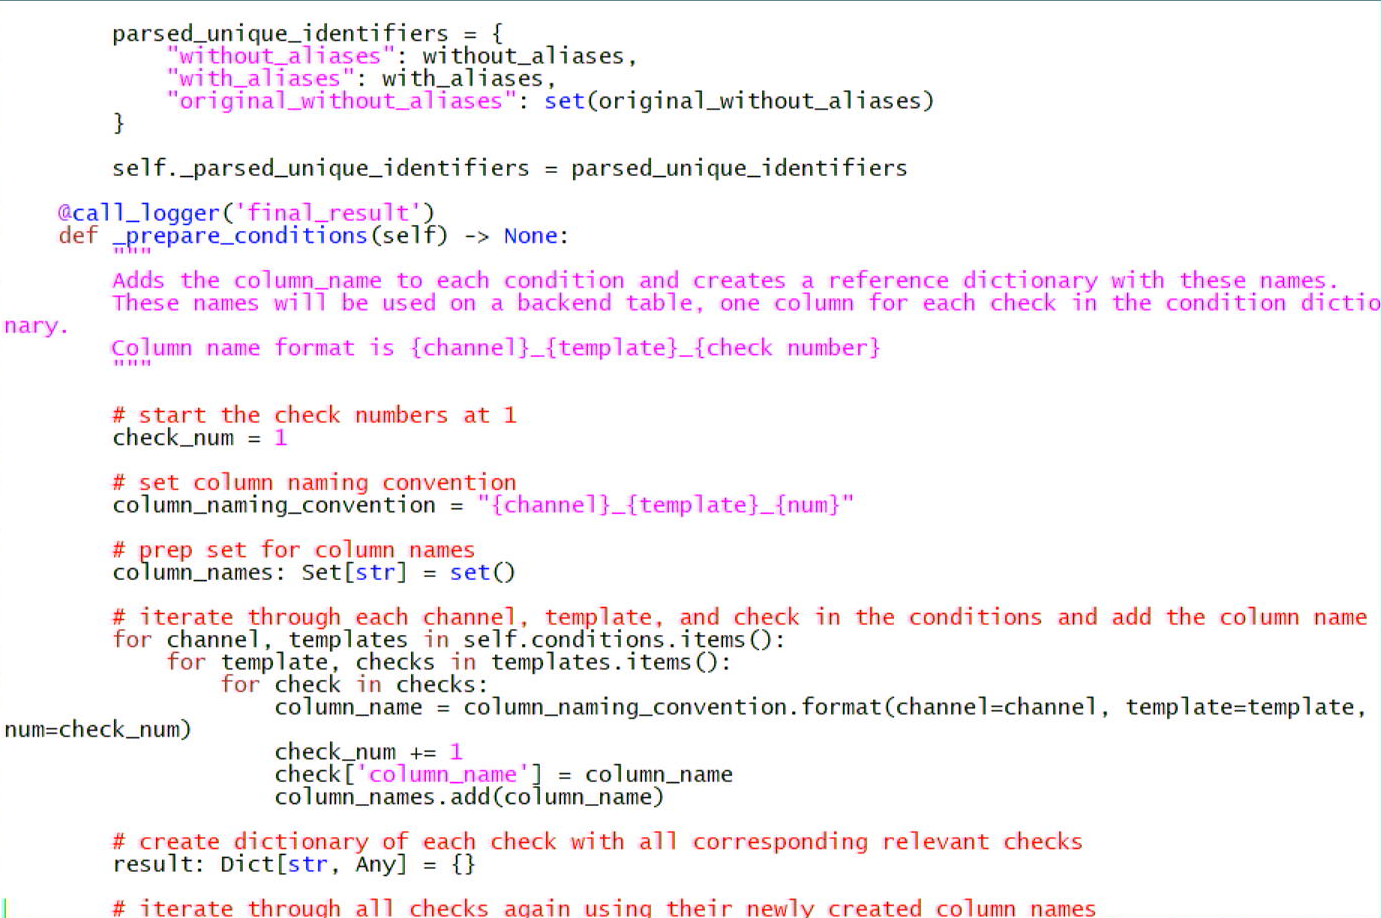 parsed_unique_identifiers = {
"without_aliases": without_aliases,
"with_aliases": with_aliases,
"original_without_aliases": set(original_without_aliases)
}
self._parsed_unique_identifiers = parsed_unique_identifiers
@call_logger('final_result')
def _prepare_conditions(self) -> None:
"""
Adds the column_name to each condition and creates a reference dictionary with these names.
These names will be used on a backend table, one column for each check in the condition dictio
nary.
Column name format is {channel}_{template}_{check number}
"""
# start the check numbers at 1
check_num = 1
# set column naming convention
column_naming_convention = "{channel}_{template}_{num}"
# prep set for column names
column_names: Set[str] = set()
# iterate through each channel, template, and check in the conditions and add the column name
for channel, templates in self.conditions.items():
for template, checks in templates.items():
for check in checks:
column_name = column_naming_convention.format(channel=channel, template=template,
num=check_num)
check_num += 1
check['column_name'] = column_name
column_names.add(column_name)
# create dictionary of each check with all corresponding relevant checks
result: Dict[str, Any] = {}
# iterate through all checks again using their newly created column names